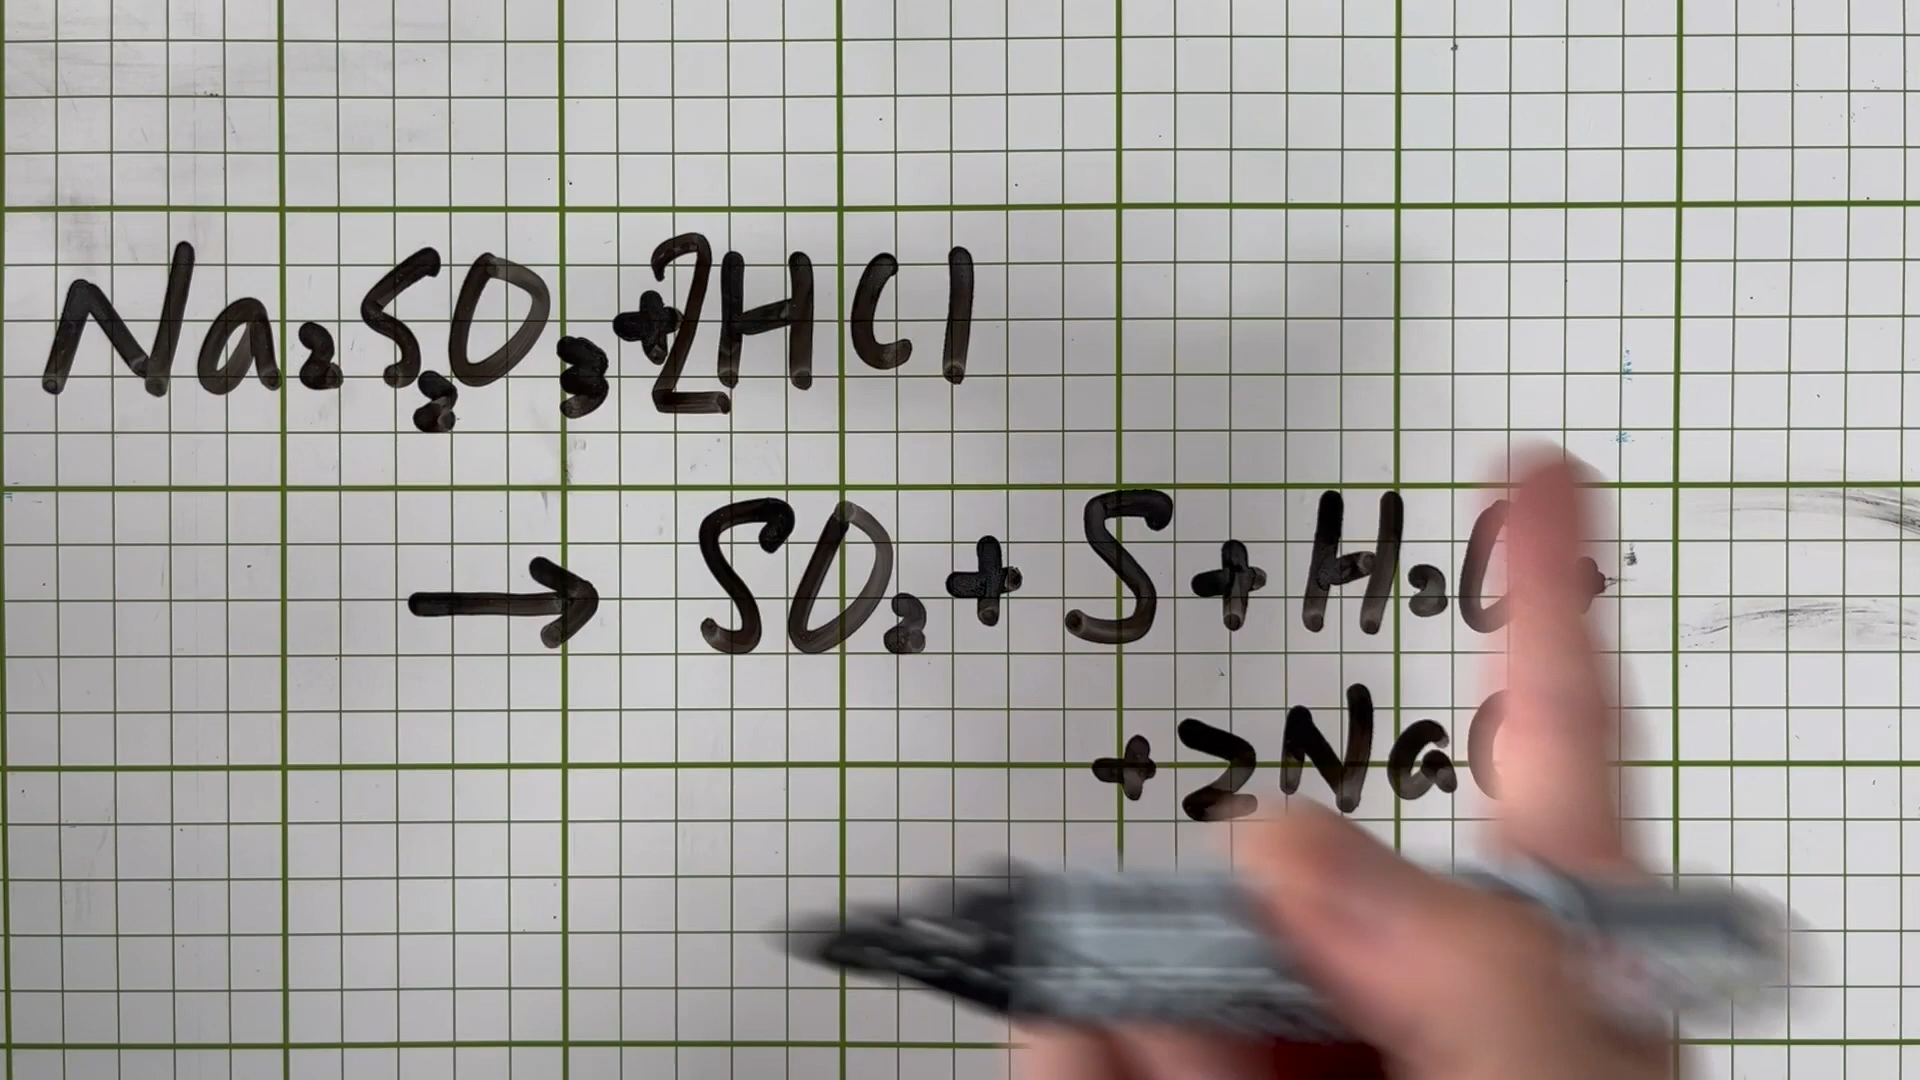 Na₂S₂O₃+2HCl
→ SO₂+S+H₂O
+2Na